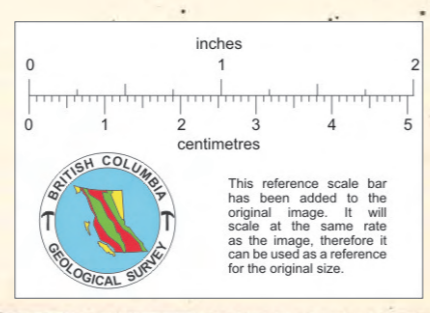 inches
0 1 2
0 1 2 3 4 5
centimetres
BRITISH COLUMBIA
GEOLOGICAL SURVEY
This reference scale bar
has been added to the
original image. It will
scale at the same rate
as the image, therefore it
can be used as a reference
for the original size.